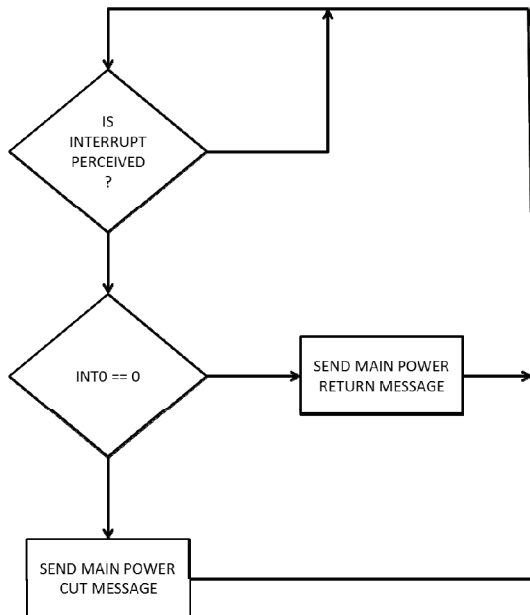 IS
INTERRUPT
PERCEIVED
?
INT0 == 0
SEND MAIN POWER
RETURN MESSAGE
SEND MAIN POWER
CUT MESSAGE